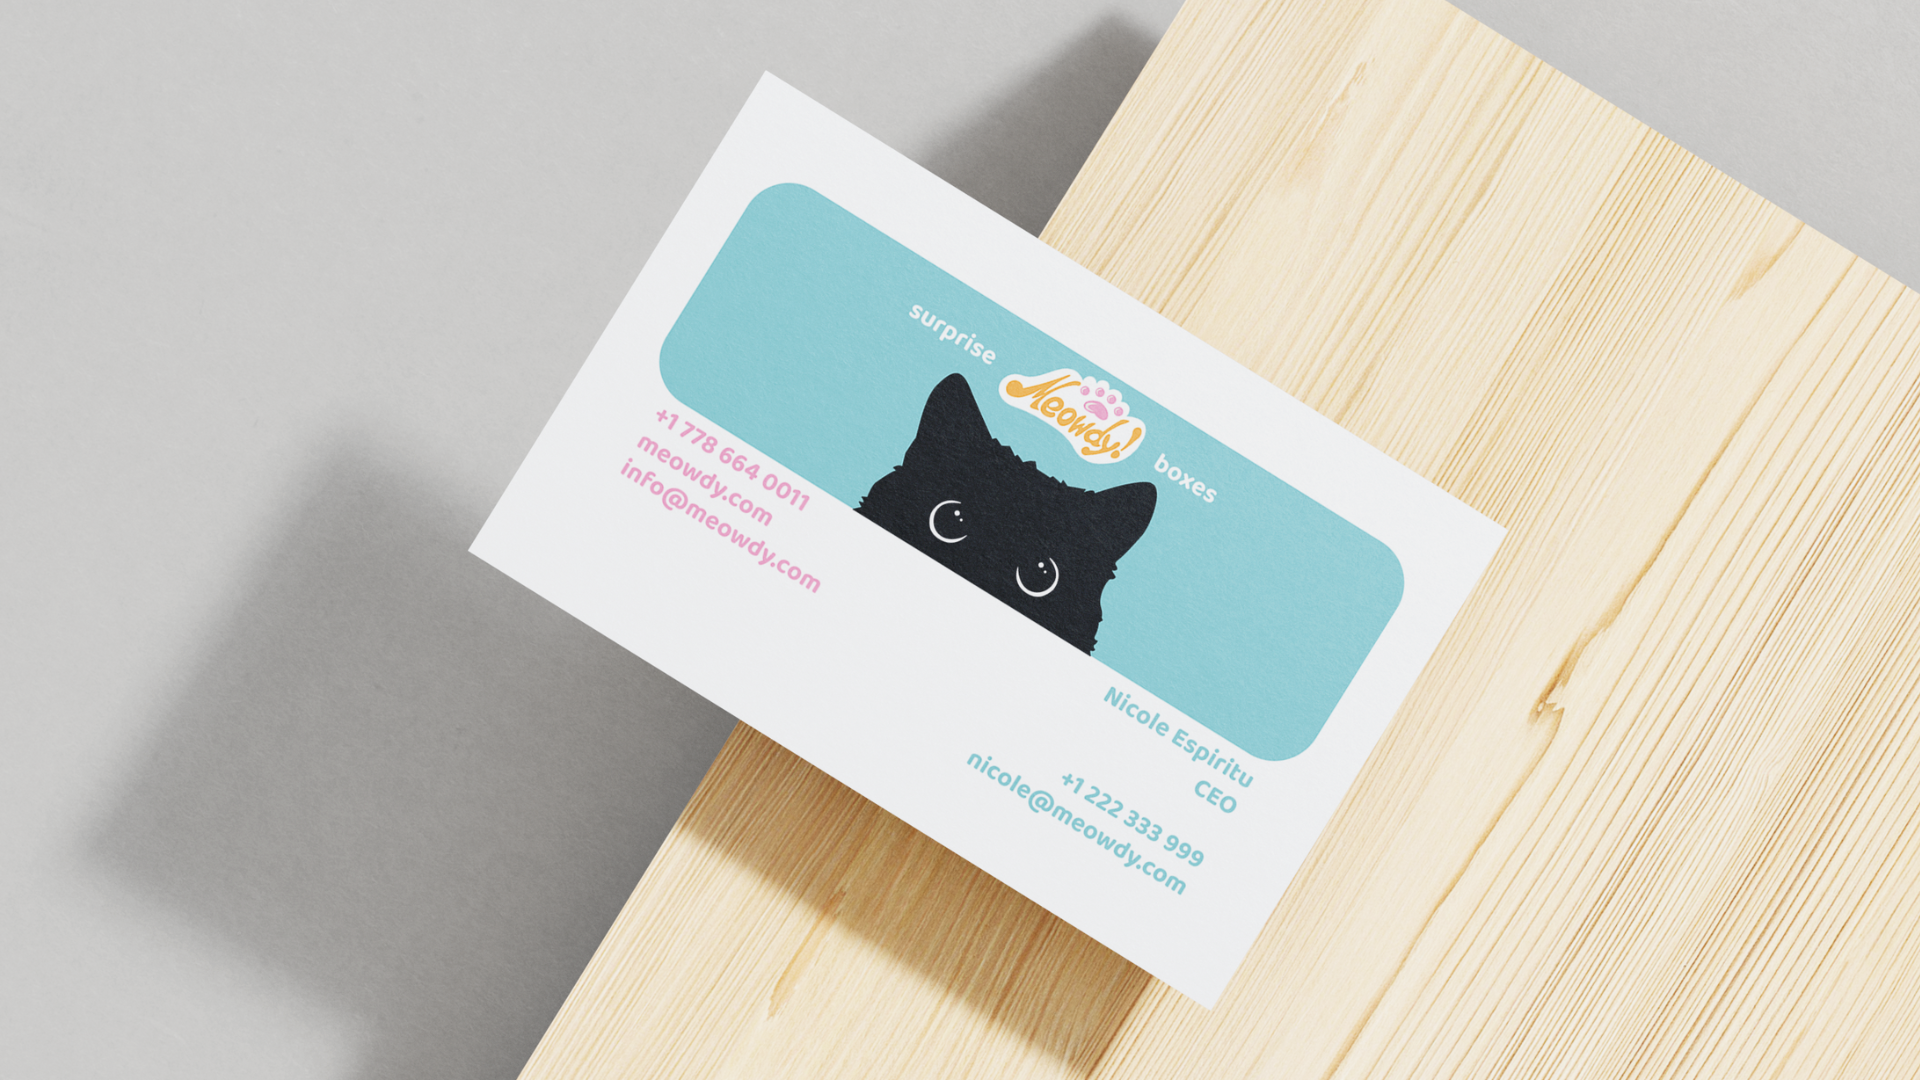 surprise
Meowdy!
boxes
+1 778 664 0011
meowdy.com
info@meowdy.com
Nicole Espiritu
CEO
+1 222 333 999
nicole@meowdy.com